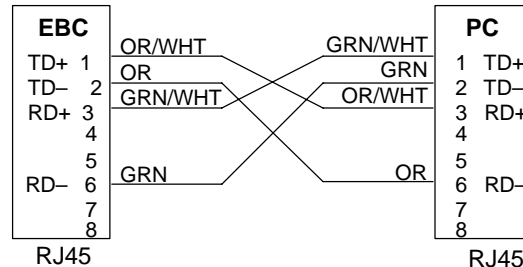 EBC PC
TD+ 1 OR/WHT GRN/WHT 1 TD+
TD– 2 OR GRN 2 TD–
RD+ 3 GRN/WHT OR/WHT 3 RD+
4 4
5 5
RD– 6 GRN OR 6 RD–
7 7
8 8
RJ45 RJ45